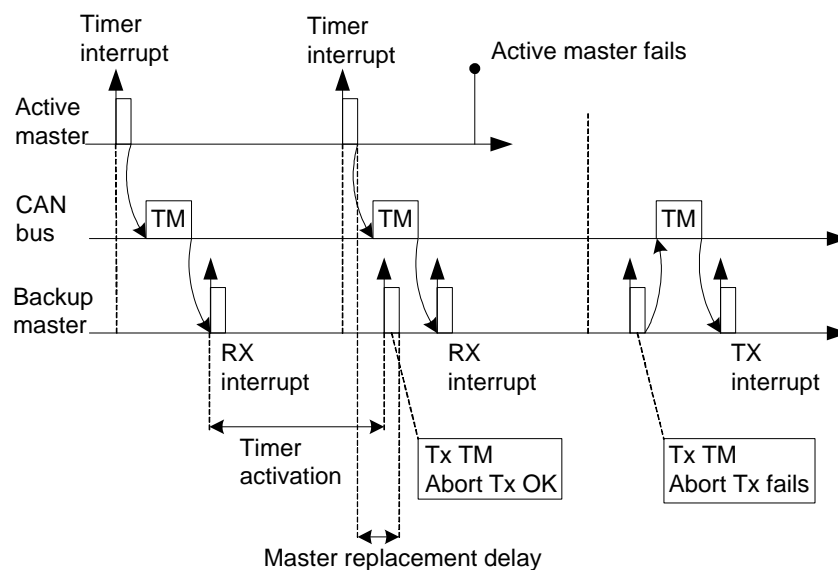 Timer
interrupt
Timer
interrupt
Active master fails
Active
master
CAN
bus
TM
TM
TM
Backup
master
RX
interrupt
RX
interrupt
TX
interrupt
Timer
activation
Tx TM
Abort Tx OK
Tx TM
Abort Tx fails
Master replacement delay